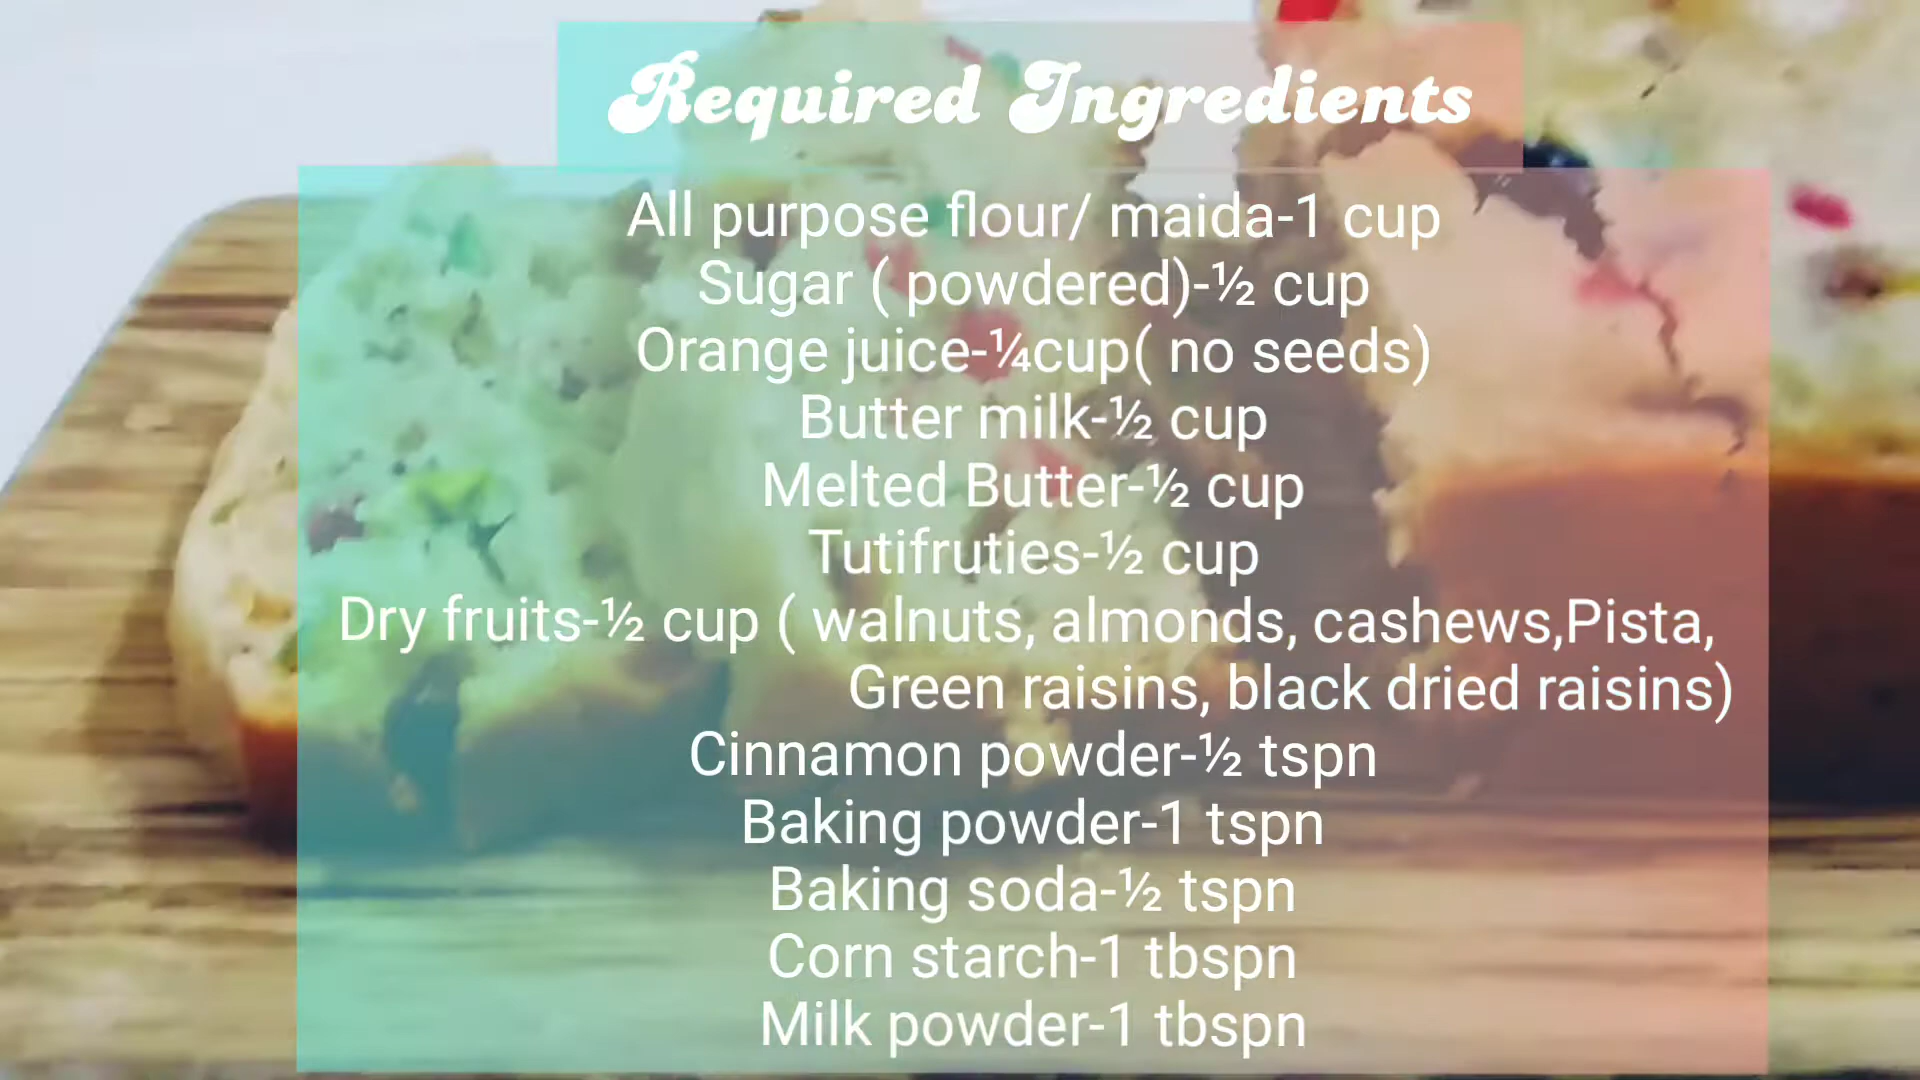 Required Ingredients
All purpose flour/ maida-1 cup
Sugar ( powdered)-½ cup
Orange juice-¼cup( no seeds)
Butter milk-½ cup
Melted Butter-½ cup
Tutifruties-½ cup
Dry fruits-½ cup ( walnuts, almonds, cashews,Pista,
Green raisins, black dried raisins)
Cinnamon powder-½ tspn
Baking powder-1 tspn
Baking soda-½ tspn
Corn starch-1 tbspn
Milk powder-1 tbspn